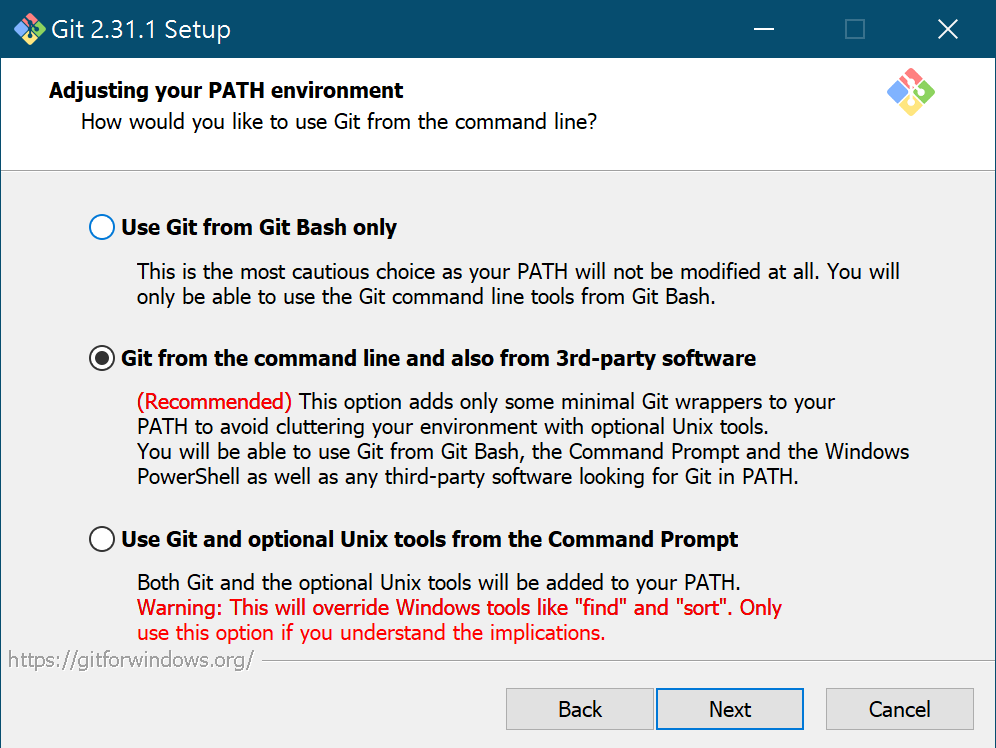 Git 2.31.1 Setup
Adjusting your PATH environment
How would you like to use Git from the command line?
Use Git from Git Bash only
This is the most cautious choice as your PATH will not be modified at all. You will
only be able to use the Git command line tools from Git Bash.
Git from the command line and also from 3rd-party software
(Recommended) This option adds only some minimal Git wrappers to your
PATH to avoid cluttering your environment with optional Unix tools.
You will be able to use Git from Git Bash, the Command Prompt and the Windows
PowerShell as well as any third-party software looking for Git in PATH.
Use Git and optional Unix tools from the Command Prompt
Both Git and the optional Unix tools will be added to your PATH.
Warning: This will override Windows tools like "find" and "sort". Only
use this option if you understand the implications.
https://gitforwindows.org/
Back Next Cancel